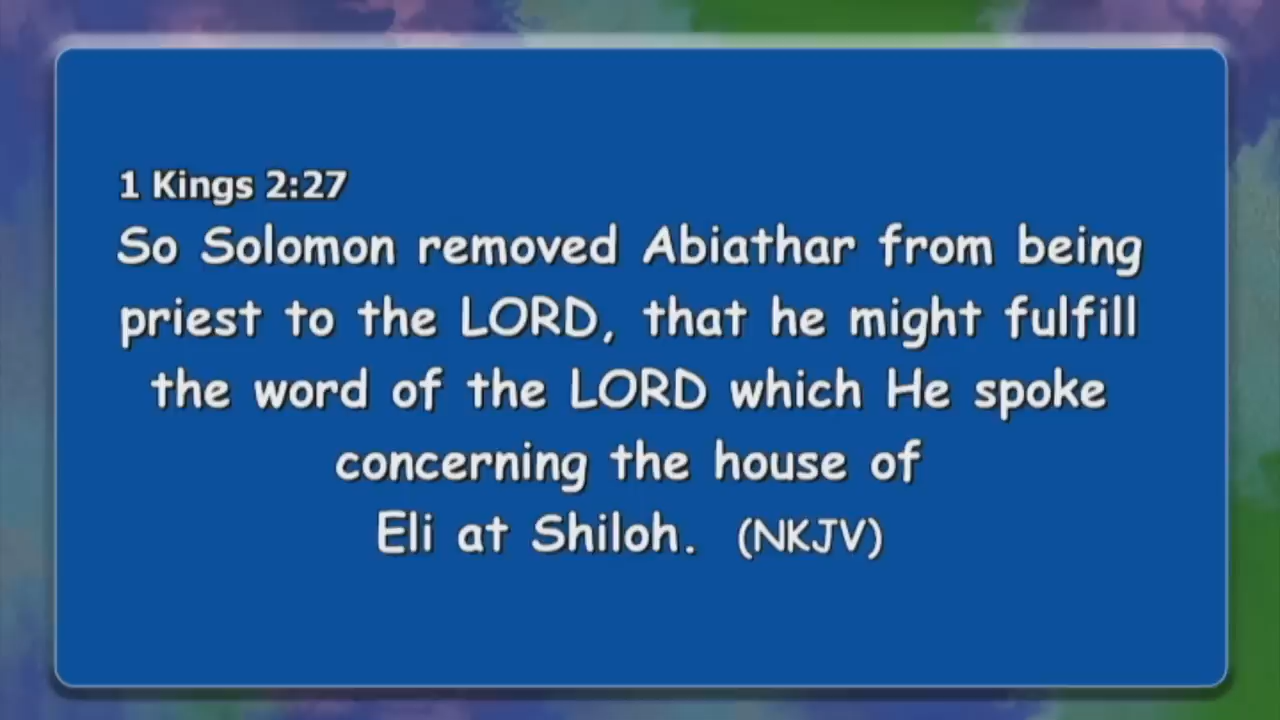 1 Kings 2:27
So Solomon removed Abiathar from being
priest to the LORD, that he might fulfill
the word of the LORD which He spoke
concerning the house of
Eli at Shiloh. (NKJV)